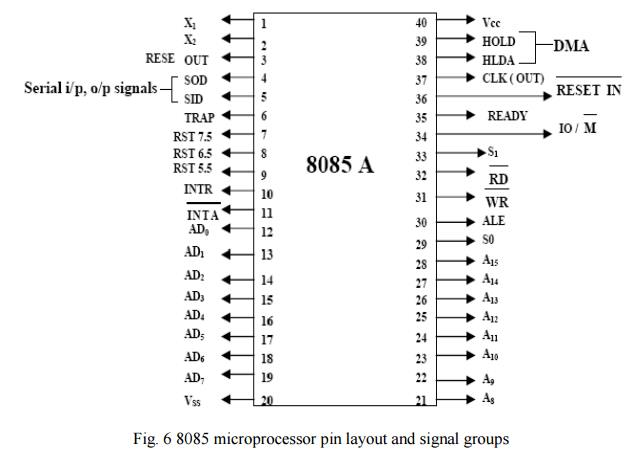 X₁ 1 40 Vcc
X₂ 2 39 HOLD
RESE OUT 3 38 HLDA
DMA
Serial i/p, o/p signals
SOD 4 37 CLK ( OUT)
SID 5 36 RESET IN
TRAP 6 35 READY
RST 7.5 7 34 IO / M
RST 6.5 8 33 S₁
RST 5.5 9 32 RD
INTR 10 31 WR
INTA 11 30 ALE
AD₀ 12 29 S0
AD₁ 13 28 A₁₅
AD₂ 14 27 A₁₄
AD₃ 15 26 A₁₃
AD₄ 16 25 A₁₂
AD₅ 17 24 A₁₁
AD₆ 18 23 A₁₀
AD₇ 19 22 A₉
Vss 20 21 A₈
8085 A
Fig. 6 8085 microprocessor pin layout and signal groups